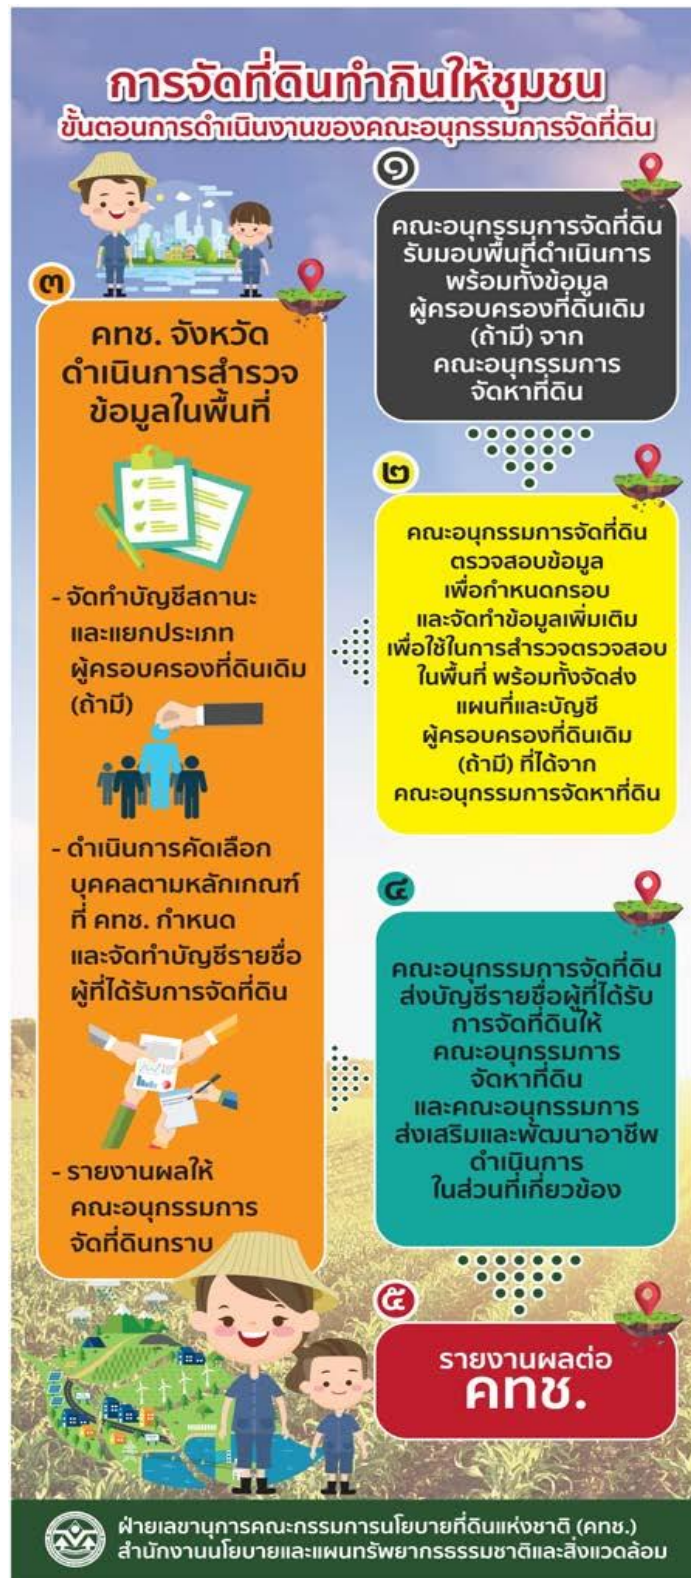 การจัดที่ดินทำกินให้ชุมชน
ขั้นตอนการดำเนินงานของคณะอนุกรรมการจัดที่ดิน
๑
คณะอนุกรรมการจัดที่ดิน
รับมอบพื้นที่ดำเนินการ
พร้อมทั้งข้อมูล
ผู้ครอบครองที่ดินเดิม
(ถ้ามี) จาก
คณะอนุกรรมการ
จัดหาที่ดิน
๒
คณะอนุกรรมการจัดที่ดิน
ตรวจสอบข้อมูล
เพื่อกำหนดกรอบ
และจัดทำข้อมูลเพิ่มเติม
เพื่อใช้ในการสำรวจตรวจสอบ
ในพื้นที่ พร้อมทั้งจัดส่ง
แผนที่และบัญชี
ผู้ครอบครองที่ดินเดิม
(ถ้ามี) ที่ได้จาก
คณะอนุกรรมการจัดหาที่ดิน
๓
คทช. จังหวัด
ดำเนินการสำรวจ
ข้อมูลในพื้นที่
- จัดทำบัญชีสถานะ
และแยกประเภท
ผู้ครอบครองที่ดินเดิม
(ถ้ามี)
- ดำเนินการคัดเลือก
บุคคลตามหลักเกณฑ์
ที่ คทช. กำหนด
และจัดทำบัญชีรายชื่อ
ผู้ที่ได้รับการจัดที่ดิน
- รายงานผลให้
คณะอนุกรรมการ
จัดที่ดินทราบ
๔
คณะอนุกรรมการจัดที่ดิน
ส่งบัญชีรายชื่อผู้ที่ได้รับ
การจัดที่ดินให้
คณะอนุกรรมการ
จัดหาที่ดิน
และคณะอนุกรรมการ
ส่งเสริมและพัฒนาอาชีพ
ดำเนินการ
ในส่วนที่เกี่ยวข้อง
๕
รายงานผลต่อ
คทช.
ฝ่ายเลขานุการคณะกรรมการนโยบายที่ดินแห่งชาติ (คทช.)
สำนักงานนโยบายและแผนทรัพยากรธรรมชาติและสิ่งแวดล้อม